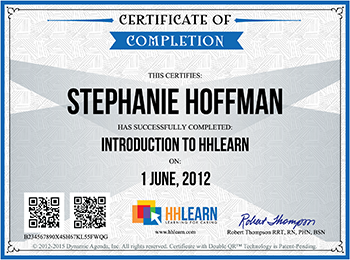 CERTIFICATE OF
COMPLETION
THIS CERTIFIES:
STEPHANIE HOFFMAN
HAS SUCCESSFULLY COMPLETED:
INTRODUCTION TO HHLEARN
ON:
1 JUNE, 2012
HHLEARN
LEARNING FOR CARING
Robert Thompson
B234567890X4SH67KL55FWQG
www.hhlearn.com
Robert Thompson RRT, RN, PHN, BSN
© 2012-2015 Dynamic Agenda, Inc. All rights reserved. Certificate with Double QR™ Technology is Patent-Pending.